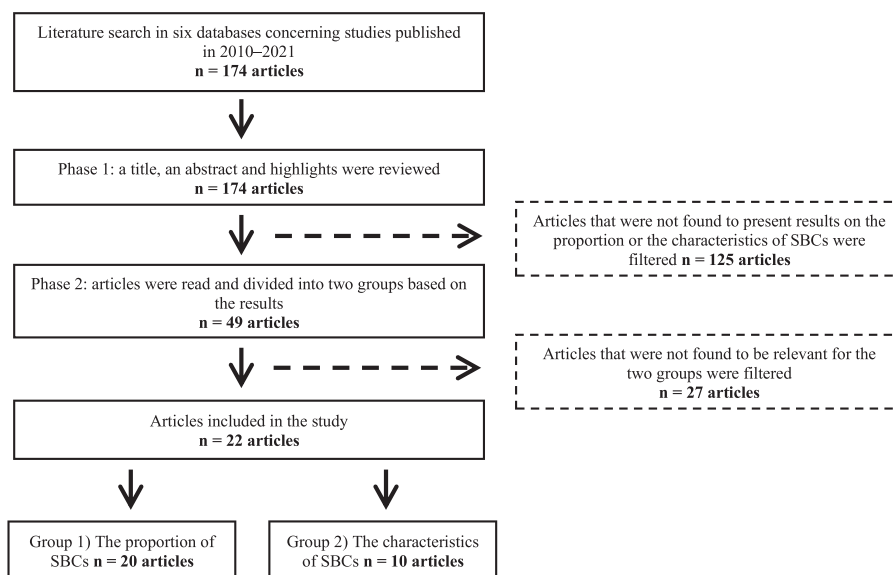 Literature search in six databases concerning studies published
in 2010–2021
n = 174 articles
Phase 1: a title, an abstract and highlights were reviewed
n = 174 articles
Articles that were not found to present results on the
proportion or the characteristics of SBCs were
filtered n = 125 articles
Phase 2: articles were read and divided into two groups based on
the results
n = 49 articles
Articles that were not found to be relevant for the
two groups were filtered
n = 27 articles
Articles included in the study
n = 22 articles
Group 1) The proportion of
SBCs n = 20 articles
Group 2) The characteristics
of SBCs n = 10 articles